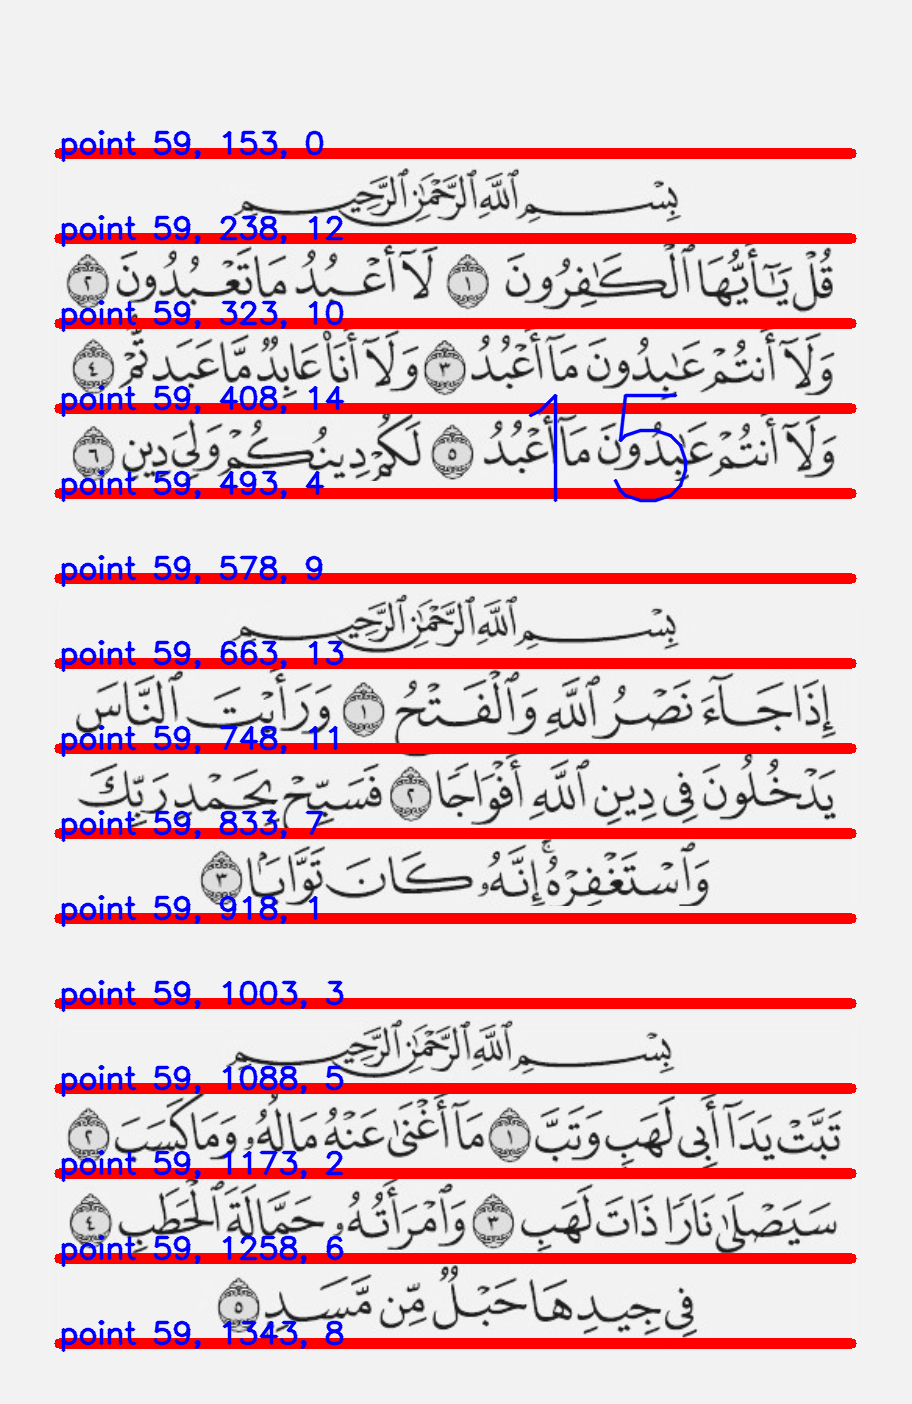 point 59, 153, 0
بِسْمِ ٱللَّهِ ٱلرَّحْمَٰنِ ٱلرَّحِيمِ
point 59, 238, 12
قُلْ يَٰٓأَيُّهَا ٱلْكَٰفِرُونَ ١ لَآ أَعْبُدُ مَا تَعْبُدُونَ ٢
point 59, 323, 10
وَلَآ أَنتُمْ عَٰبِدُونَ مَآ أَعْبُدُ ٣ وَلَآ أَنَا۠ عَابِدٌ مَّا عَبَدتُّمْ ٤
point 59, 408, 14
15
وَلَآ أَنتُمْ عَٰبِدُونَ مَآ أَعْبُدُ ٥ لَكُمْ دِينُكُمْ وَلِىَ دِينِ ٦
point 59, 493, 4
point 59, 578, 9
بِسْمِ ٱللَّهِ ٱلرَّحْمَٰنِ ٱلرَّحِيمِ
point 59, 663, 13
إِذَا جَآءَ نَصْرُ ٱللَّهِ وَٱلْفَتْحُ ١ وَرَأَيْتَ ٱلنَّاسَ
point 59, 748, 11
يَدْخُلُونَ فِى دِينِ ٱللَّهِ أَفْوَاجًا ٢ فَسَبِّحْ بِحَمْدِ رَبِّكَ
point 59, 833, 7
وَٱسْتَغْفِرْهُ ۚ إِنَّهُۥ كَانَ تَوَّابًۢا ٣
point 59, 918, 1
point 59, 1003, 3
بِسْمِ ٱللَّهِ ٱلرَّحْمَٰنِ ٱلرَّحِيمِ
point 59, 1088, 5
تَبَّتْ يَدَآ أَبِى لَهَبٍ وَتَبَّ ١ مَآ أَغْنَىٰ عَنْهُ مَالُهُۥ وَمَا كَسَبَ ٢
point 59, 1173, 2
سَيَصْلَىٰ نَارًا ذَاتَ لَهَبٍ ٣ وَٱمْرَأَتُهُۥ حَمَّالَةَ ٱلْحَطَبِ ٤
point 59, 1258, 6
فِى جِيدِهَا حَبْلٌ مِّن مَّسَدٍۭ ٥
point 59, 1343, 8